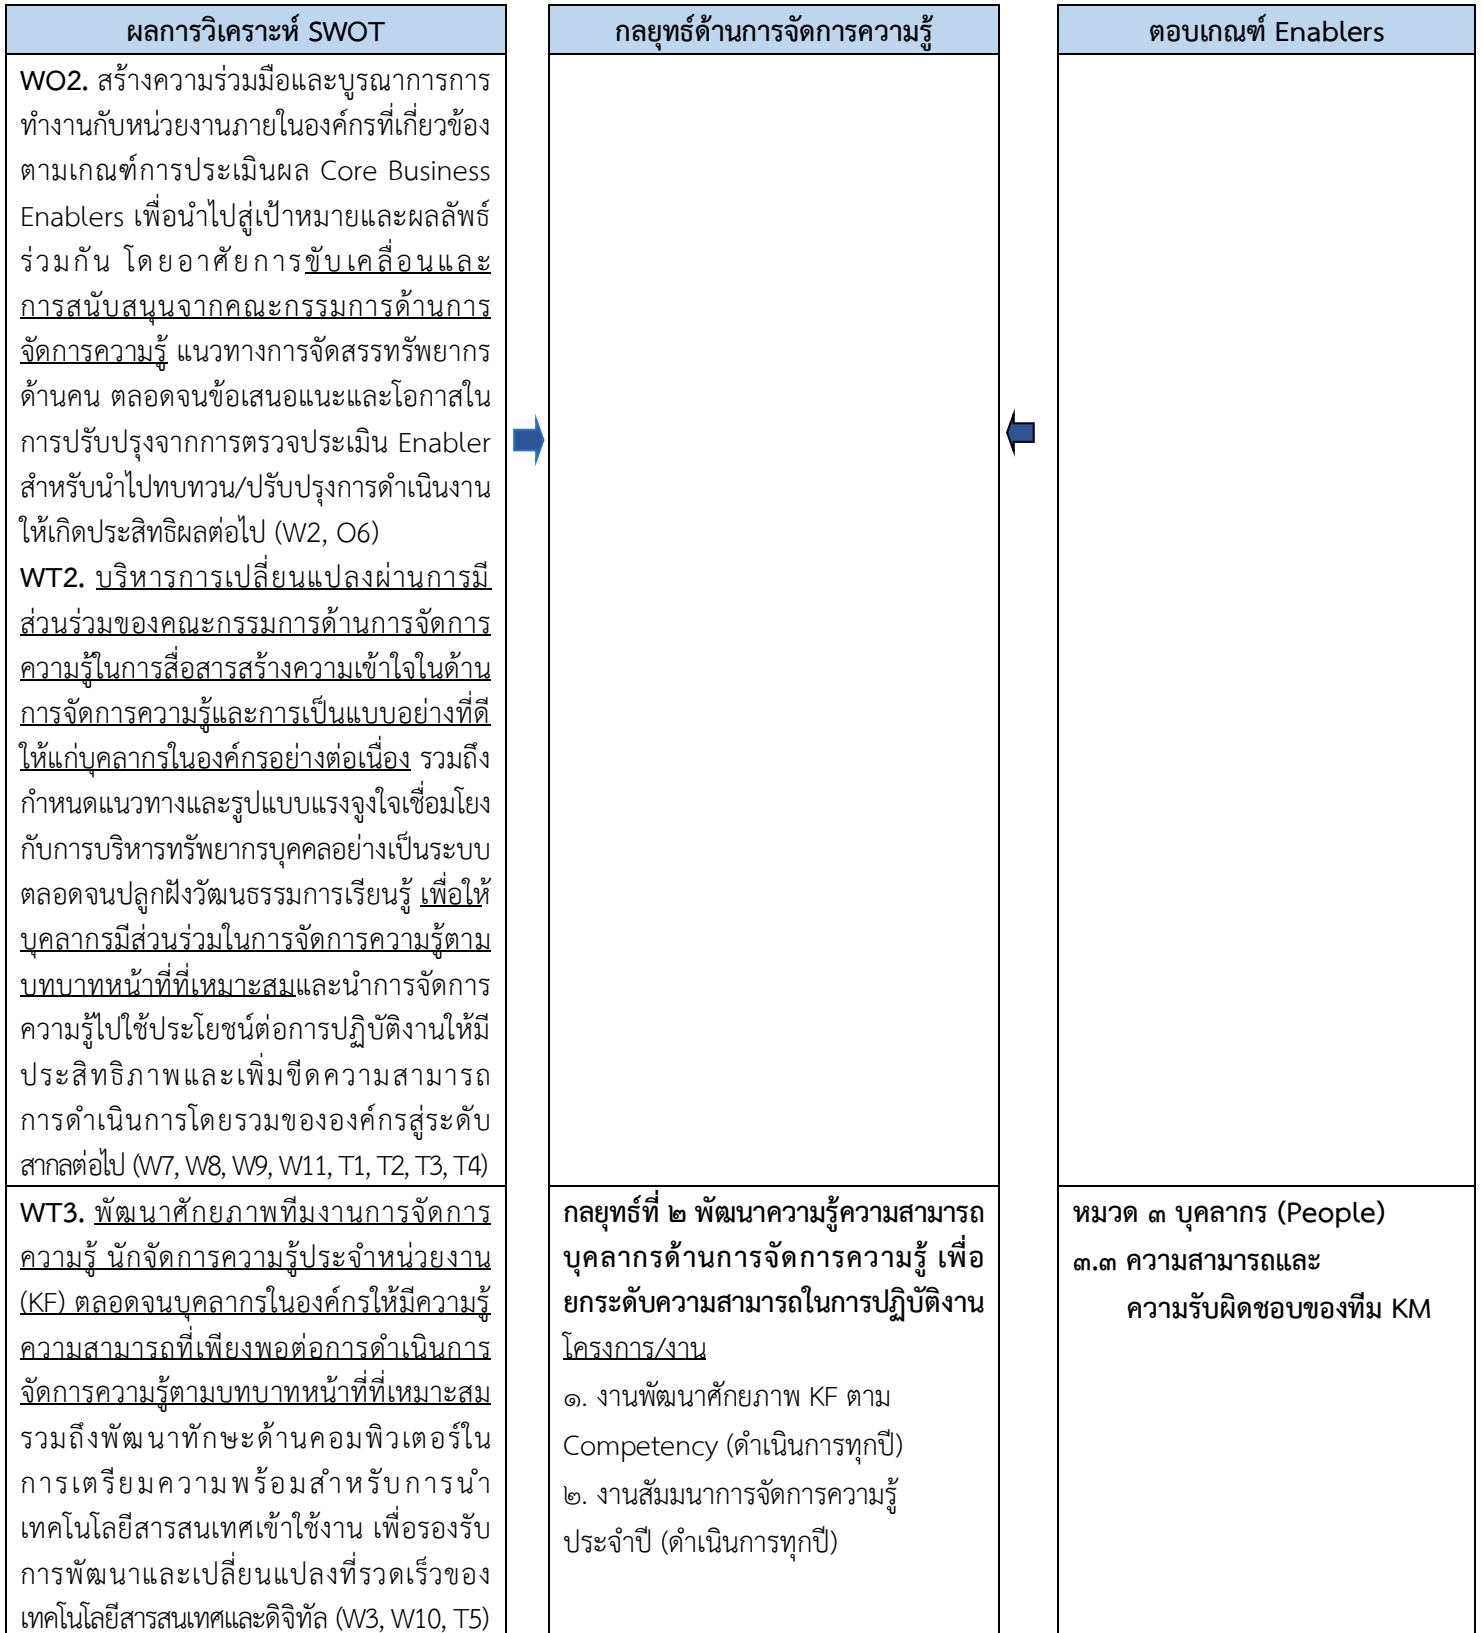 ผลการวิเคราะห์ SWOT
WO2. สร้างความร่วมมือและบูรณาการการ
ทำงานกับหน่วยงานภายในองค์กรที่เกี่ยวข้อง
ตามเกณฑ์การประเมินผล Core Business
Enablers เพื่อนำไปสู่เป้าหมายและผลลัพธ์
ร่วมกัน โดยอาศัยการขับเคลื่อนและ
การสนับสนุนจากคณะกรรมการด้านการ
จัดการความรู้ แนวทางการจัดสรรทรัพยากร
ด้านคน ตลอดจนข้อเสนอแนะและโอกาสใน
การปรับปรุงจากการตรวจประเมิน Enabler
สำหรับนำไปทบทวน/ปรับปรุงการดำเนินงาน
ให้เกิดประสิทธิผลต่อไป (W2, O6)
WT2. บริหารการเปลี่ยนแปลงผ่านการมี
ส่วนร่วมของคณะกรรมการด้านการจัดการ
ความรู้ในการสื่อสารสร้างความเข้าใจในด้าน
การจัดการความรู้และการเป็นแบบอย่างที่ดี
ให้แก่บุคลากรในองค์กรอย่างต่อเนื่อง รวมถึง
กำหนดแนวทางและรูปแบบแรงจูงใจเชื่อมโยง
กับการบริหารทรัพยากรบุคคลอย่างเป็นระบบ
ตลอดจนปลูกฝังวัฒนธรรมการเรียนรู้ เพื่อให้
บุคลากรมีส่วนร่วมในการจัดการความรู้ตาม
บทบาทหน้าที่ที่เหมาะสมและนำการจัดการ
ความรู้ไปใช้ประโยชน์ต่อการปฏิบัติงานให้มี
ประสิทธิภาพและเพิ่มขีดความสามารถ
การดำเนินการโดยรวมขององค์กรสู่ระดับ
สากลต่อไป (W7, W8, W9, W11, T1, T2, T3, T4)
WT3. พัฒนาศักยภาพทีมงานการจัดการ
ความรู้ นักจัดการความรู้ประจำหน่วยงาน
(KF) ตลอดจนบุคลากรในองค์กรให้มีความรู้
ความสามารถที่เพียงพอต่อการดำเนินการ
จัดการความรู้ตามบทบาทหน้าที่ที่เหมาะสม
รวมถึงพัฒนาทักษะด้านคอมพิวเตอร์ใน
การเตรียมความพร้อมสำหรับการนำ
เทคโนโลยีสารสนเทศเข้าใช้งาน เพื่อรองรับ
การพัฒนาและเปลี่ยนแปลงที่รวดเร็วของ
เทคโนโลยีสารสนเทศและดิจิทัล (W3, W10, T5)
กลยุทธ์ด้านการจัดการความรู้
กลยุทธ์ที่ ๒ พัฒนาความรู้ความสามารถ
บุคลากรด้านการจัดการความรู้ เพื่อ
ยกระดับความสามารถในการปฏิบัติงาน
โครงการ/งาน
๑. งานพัฒนาศักยภาพ KF ตาม
Competency (ดำเนินการทุกปี)
๒. งานสัมมนาการจัดการความรู้
ประจำปี (ดำเนินการทุกปี)
ตอบเกณฑ์ Enablers
หมวด ๓ บุคลากร (People)
๓.๓ ความสามารถและ
ความรับผิดชอบของทีม KM